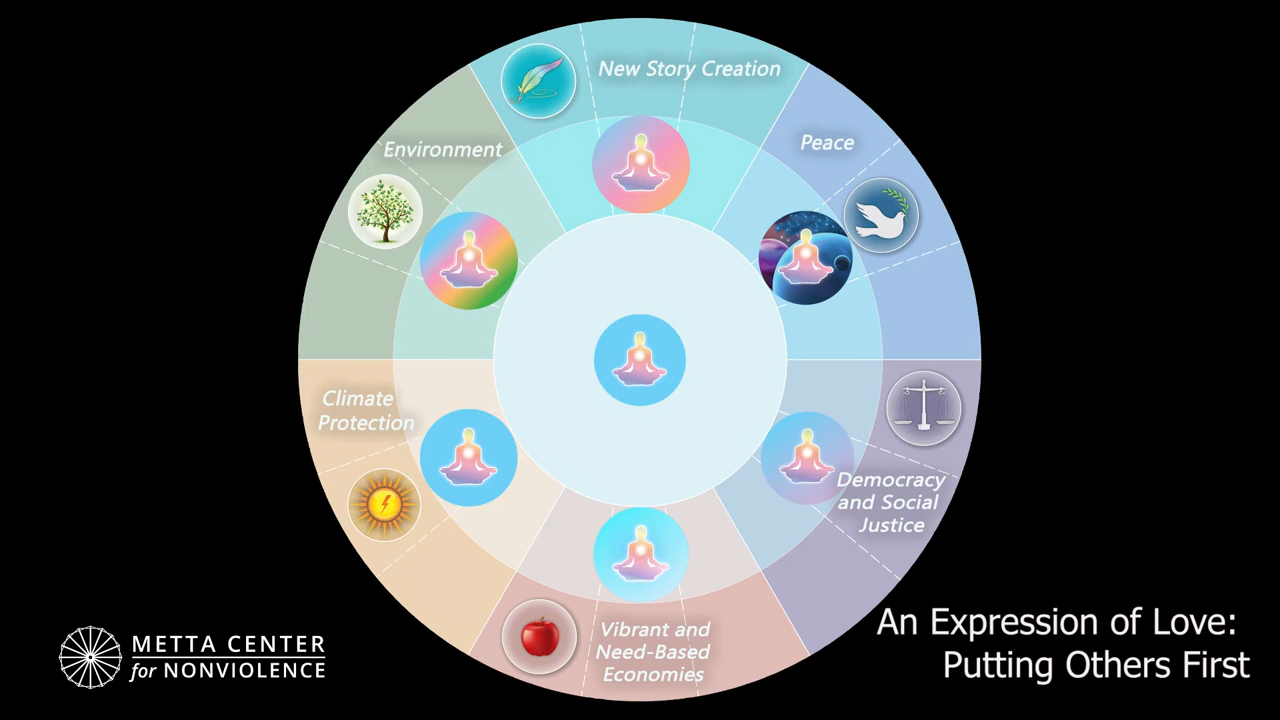 New Story Creation
Peace
Environment
Climate
Protection
Democracy
and Social
Justice
Vibrant and
Need-Based
Economies
METTA CENTER
for NONVIOLENCE
An Expression of Love:
Putting Others First